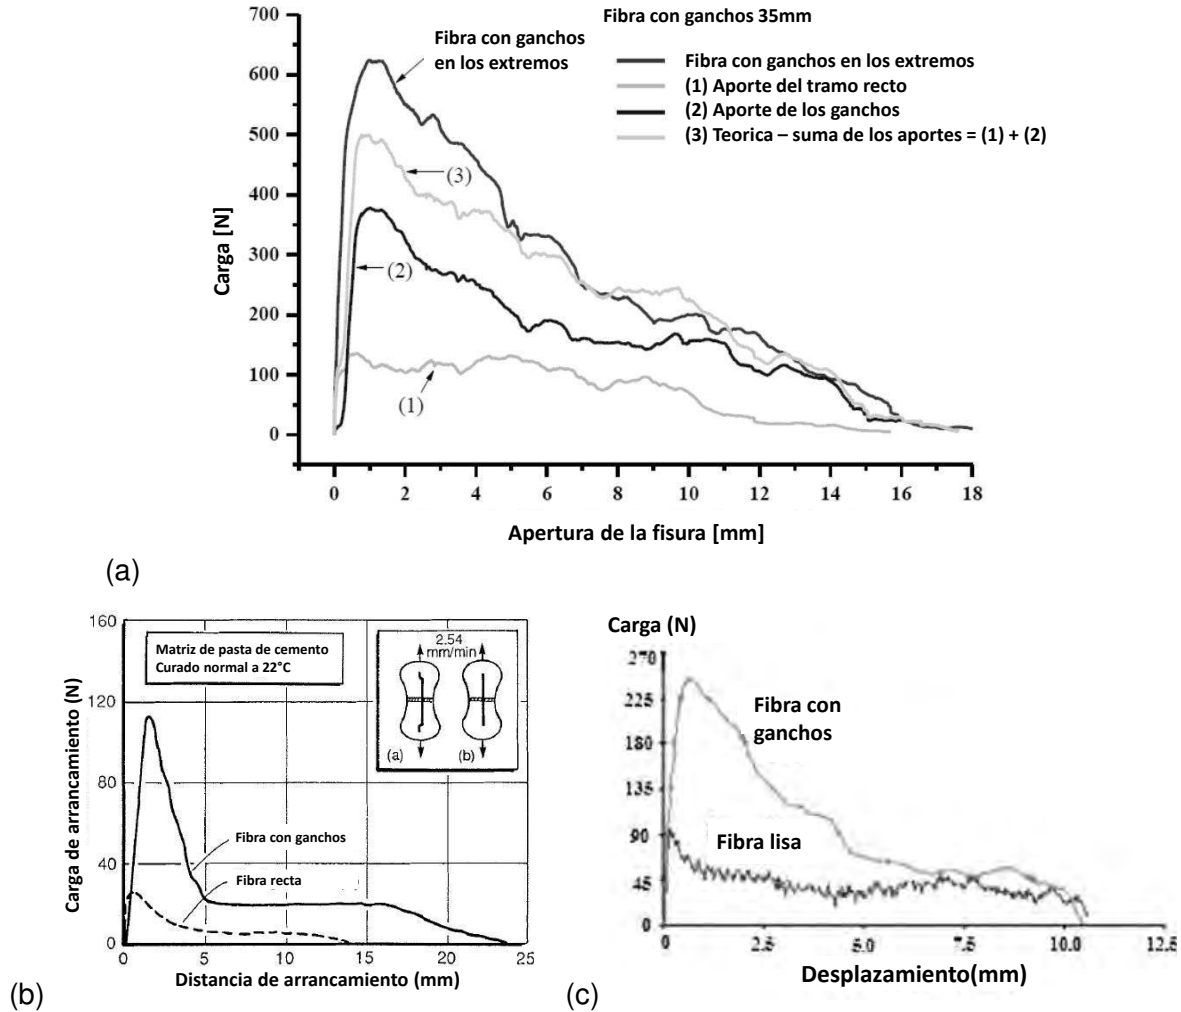 Fibra con ganchos 35mm
Fibra con ganchos
en los extremos
Fibra con ganchos en los extremos
(1) Aporte del tramo recto
(2) Aporte de los ganchos
(3) Teorica – suma de los aportes = (1) + (2)
Carga [N]
700
600
500
400
300
200
100
0
(3)
(2)
(1)
0 2 4 6 8 10 12 14 16 18
Apertura de la fisura [mm]
(a)
Carga de arrancamiento (N)
160
120
80
40
0
Matriz de pasta de cemento
Curado normal a 22°C
2.54
mm/min
(a) (b)
Fibra con ganchos
Fibra recta
0 5 10 15 20 25
Distancia de arrancamiento (mm)
(b)
Carga (N)
270
225
180
135
90
45
0
Fibra con
ganchos
Fibra lisa
0 2.5 5.0 7.5 10.0 12.5
Desplazamiento(mm)
(c)